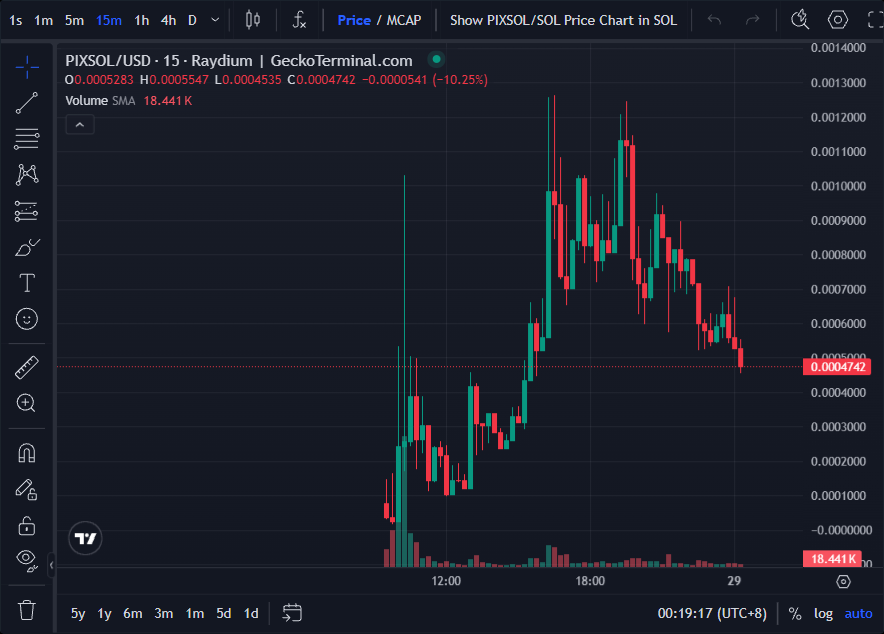 1s 1m 5m 15m 1h 4h D Price / MCAP Show PIXSOL/SOL Price Chart in SOL
PIXSOL/USD · 15 · Raydium | GeckoTerminal.com
O0.0005283 H0.0005547 L0.0004535 C0.0004742 −0.0000541 (−10.25%)
Volume SMA 18.441K
0.0014000
0.0013000
0.0012000
0.0011000
0.0010000
0.0009000
0.0008000
0.0007000
0.0006000
0.0005000
0.0004742
0.0004000
0.0003000
0.0002000
0.0001000
−0.0000000
18.441K
12:00 18:00 29
5y 1y 6m 3m 1m 5d 1d 00:19:17 (UTC+8) % log auto